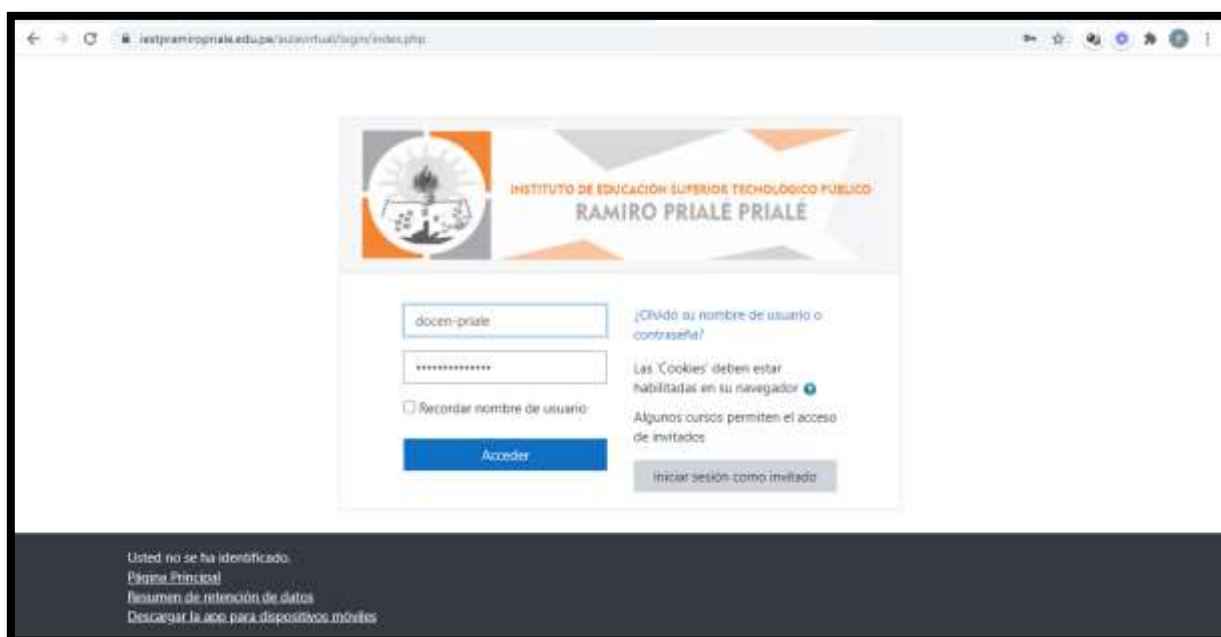 iestpramiropriale.edu.pe/aulavirtual/login/index.php
INSTITUTO DE EDUCACIÓN SUPERIOR TECNOLÓGICO PÚBLICO
RAMIRO PRIALÉ PRIALÉ
docen-priale
••••••••••••••
Recordar nombre de usuario
Acceder
¿Olvidó su nombre de usuario o
contraseña?
Las 'Cookies' deben estar
habilitadas en su navegador
Algunos cursos permiten el acceso
de invitados
Iniciar sesión como invitado
Usted no se ha identificado.
Página Principal
Resumen de retención de datos
Descargar la app para dispositivos móviles